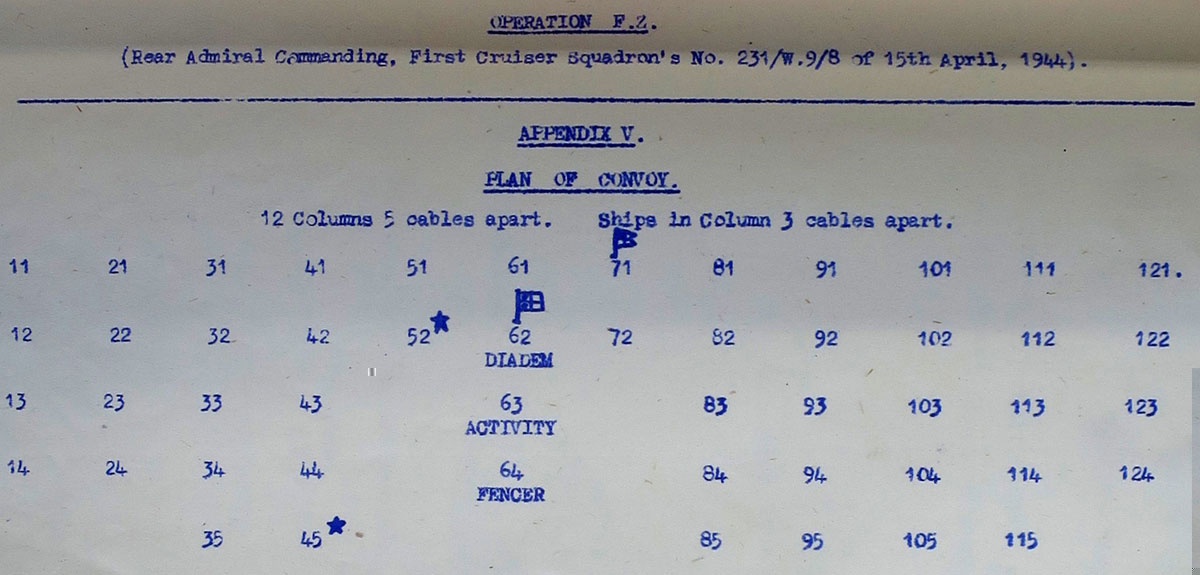 OPERATION F.Z.
(Rear Admiral Commanding, First Cruiser Squadron's No. 231/W.9/8 of 15th April, 1944).
APPENDIX V.
PLAN OF CONVOY.
12 Columns 5 cables apart. Ships in Column 3 cables apart.
11 21 31 41 51 61 71 81 91 101 111 121.
12 22 32 42 52 62 72 82 92 102 112 122
DIADEM
13 23 33 43 63 83 93 103 113 123
ACTIVITY
14 24 34 44 64 84 94 104 114 124
FENCER
35 45 85 95 105 115